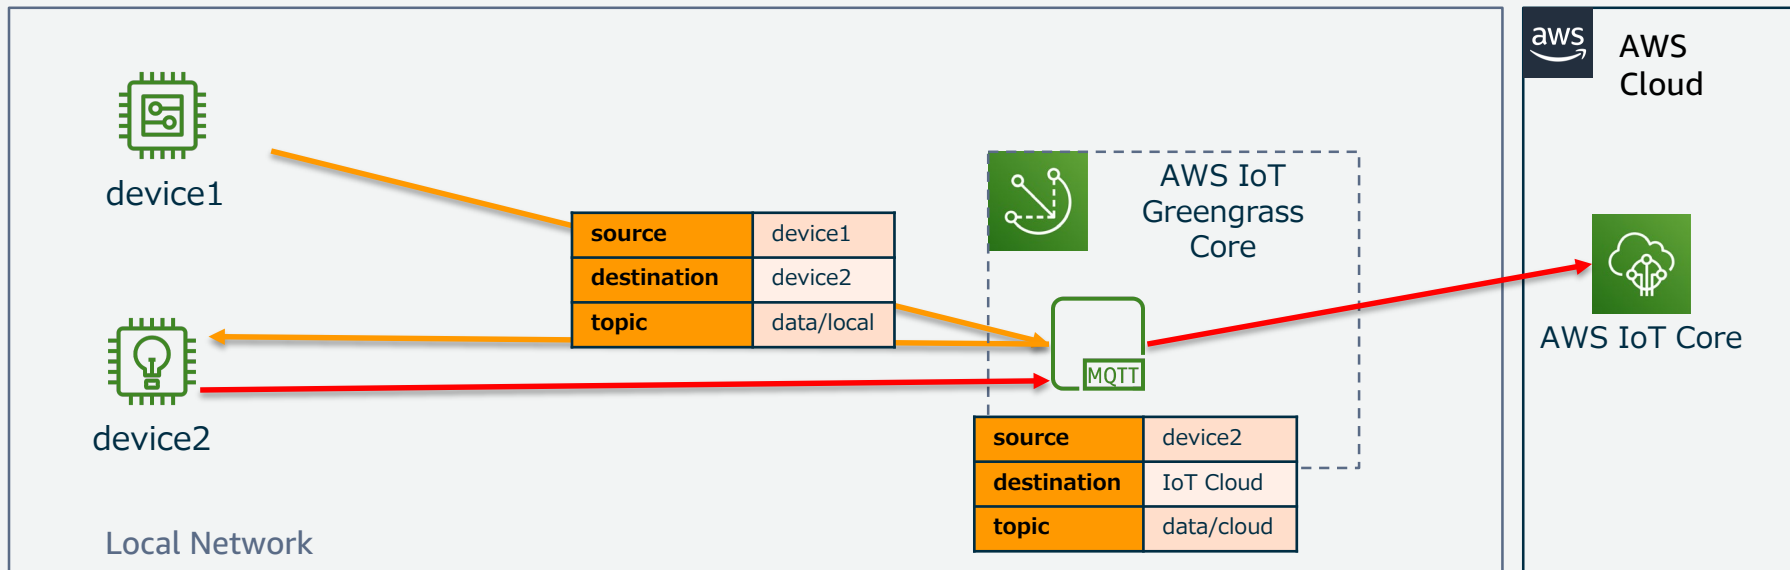 aws
AWS
Cloud
device1
AWS IoT
Greengrass
Core
source device1
destination device2
topic data/local
AWS IoT Core
MQTT
device2
source device2
destination IoT Cloud
topic data/cloud
Local Network